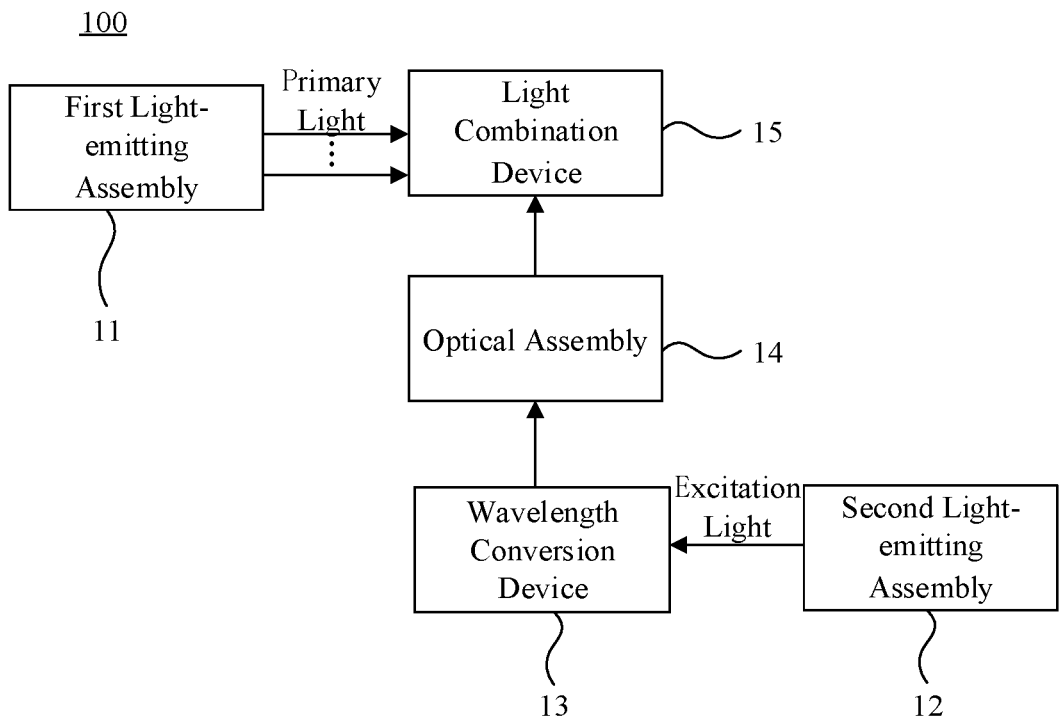 100
First Light-
emitting
Assembly
Primary
Light
Light
Combination
Device
15
11
Optical Assembly
14
Wavelength
Conversion
Device
Excitation
Light
Second Light-
emitting
Assembly
13
12